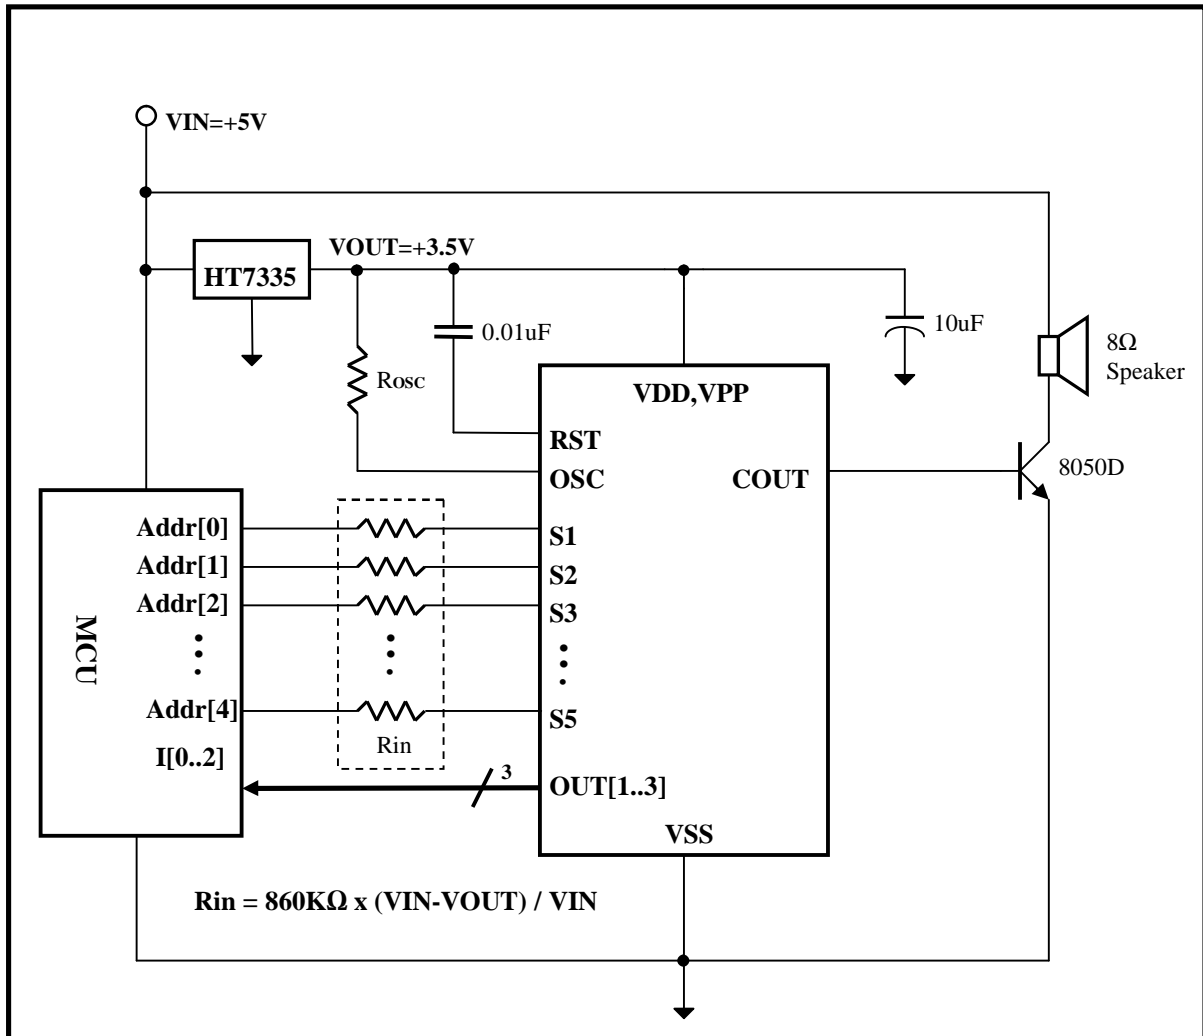 VIN=+5V
VOUT=+3.5V
HT7335
0.01uF
10uF
8Ω
Speaker
Rosc
VDD,VPP
RST
OSC
COUT
8050D
Addr[0]
S1
Addr[1]
S2
Addr[2]
S3
MCU
Addr[4]
S5
Rin
I[0..2]
3
OUT[1..3]
VSS
Rin = 860KΩ x (VIN-VOUT) / VIN